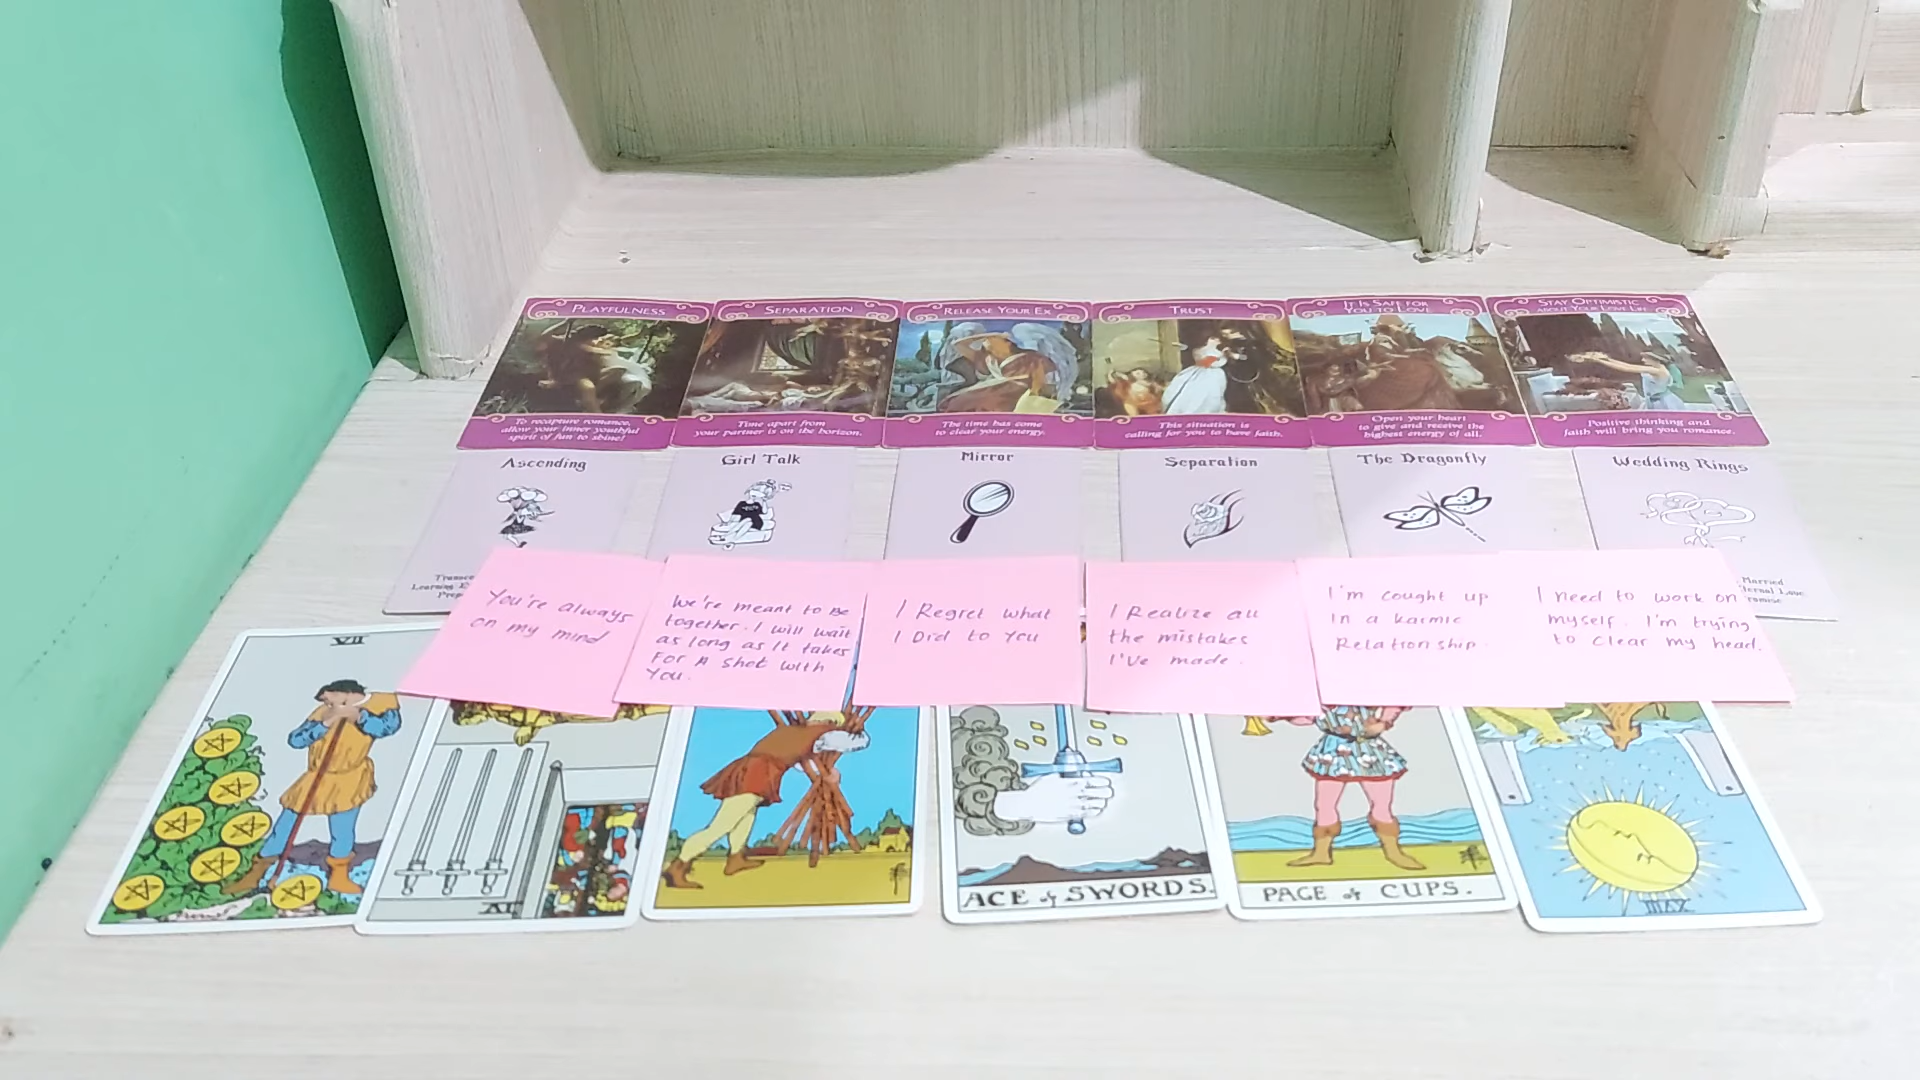 PLAYFULNESS
To recapture romance,
allow your inner youthful
spirit of fun to shine!
SEPARATION
Time apart from
your partner is on the horizon.
RELEASE YOUR EX
The time has come
to clear your energy.
TRUST
This situation is
calling for you to have faith.
IT IS SAFE FOR
YOU TO LOVE
Open your heart
to give and receive the
highest energy of all.
STAY OPTIMISTIC
ABOUT YOUR LOVE LIFE
Positive thinking and
faith will bring you romance.
Ascending
Girl Talk
Mirror
Separation
The Dragonfly
Wedding Rings
Married
You're always
on my mind
We're meant to be
together. I will wait
as long as It takes
For A shot with
You.
I Regret what
I Did to You
I Realize all
the mistakes
I've made.
I'm cought up
In a karmic
Relationship.
I need to work on
myself. I'm trying
to clear my head.
VII
IV
ACE of SWORDS.
PAGE of CUPS.
XVIII